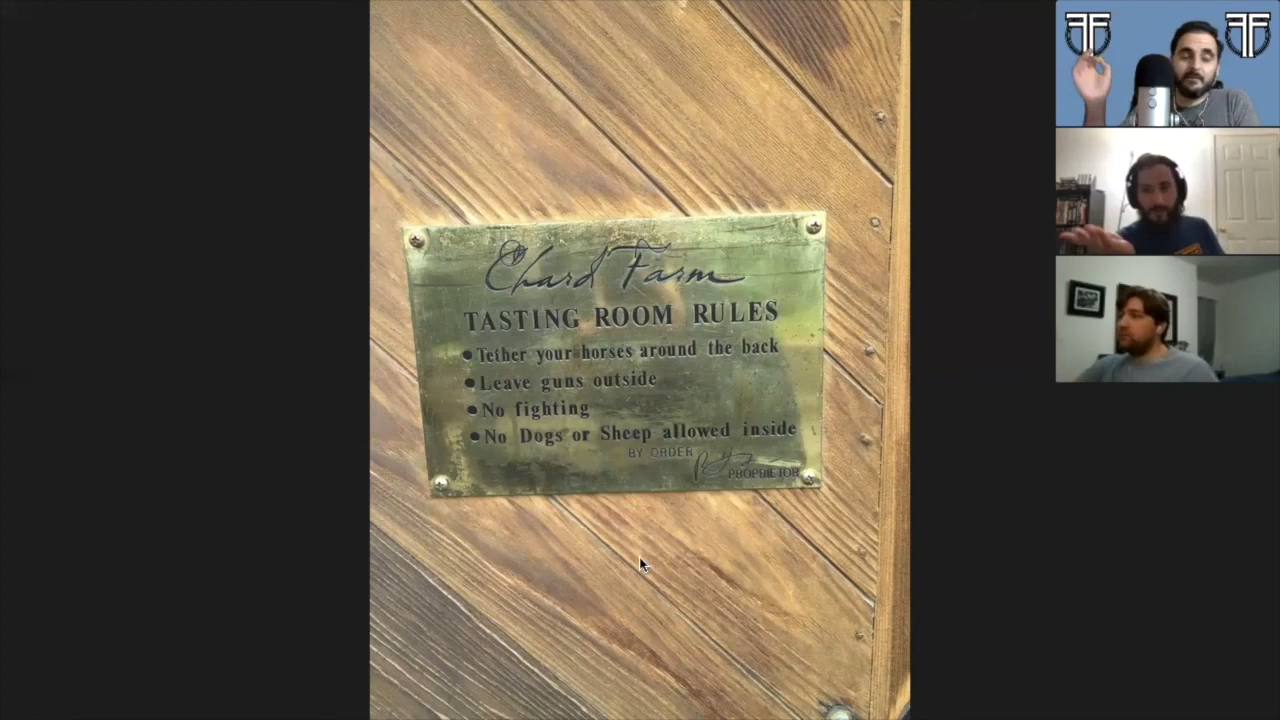 Chard Farm
TASTING ROOM RULES
• Tether your horses around the back
• Leave guns outside
• No fighting
• No Dogs or Sheep allowed inside
BY ORDER
PROPRIETOR